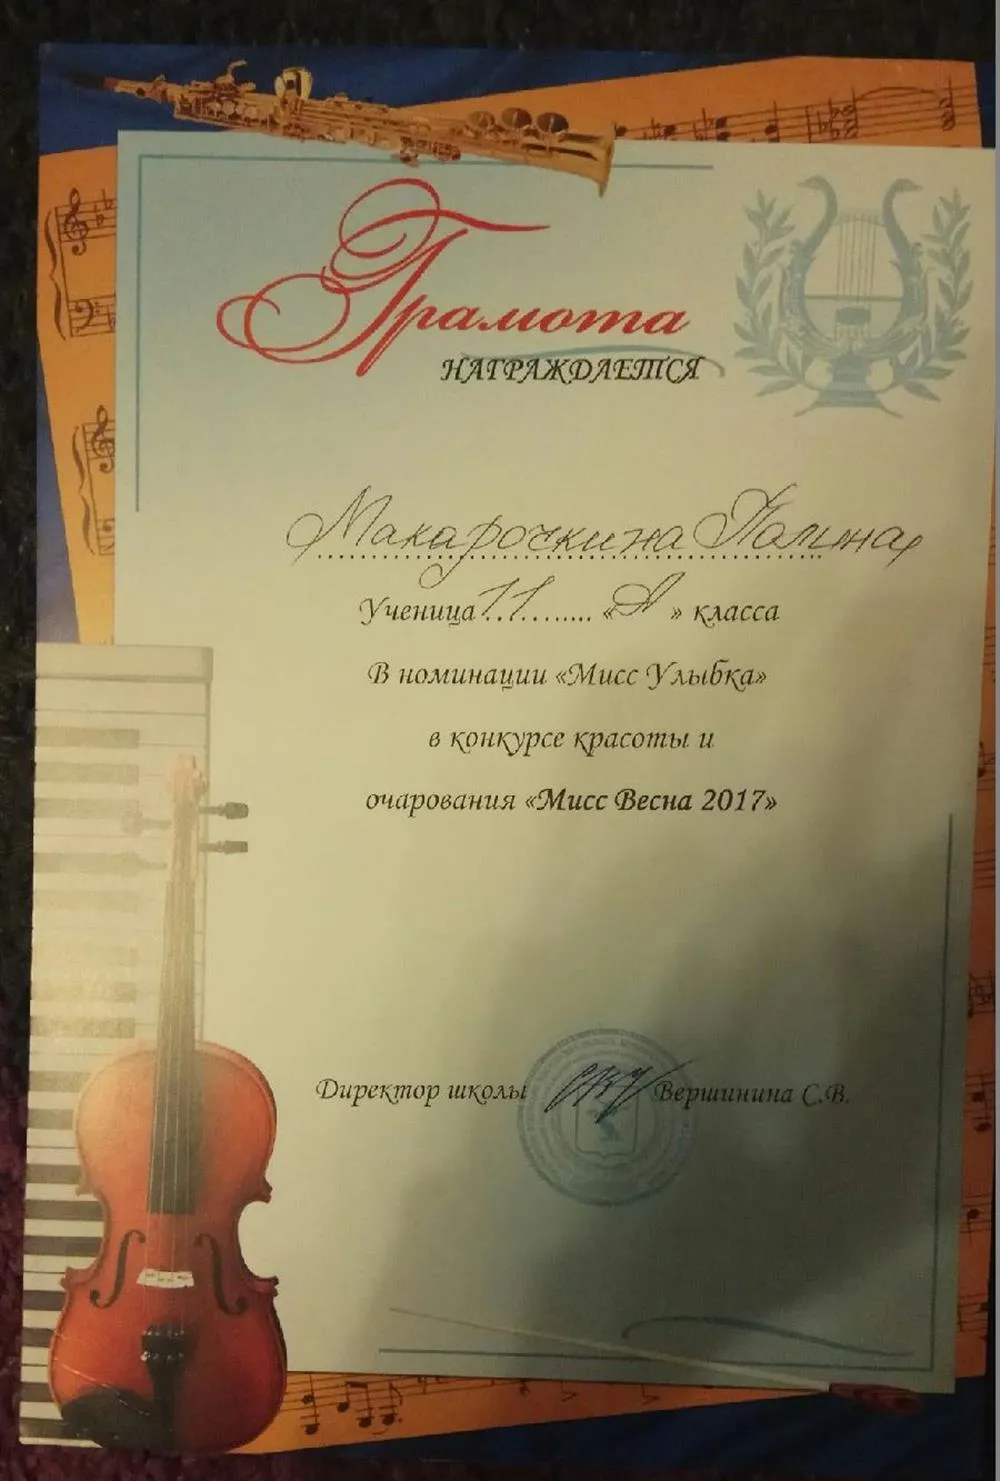 Грамота
НАГРАЖДАЕТСЯ
Макарочкина Полина,
Ученица 11...... «А» класса
В номинации «Мисс Улыбка»
в конкурсе красоты и
очарования «Мисс Весна 2017»
Директор школы Вершинина С.В.